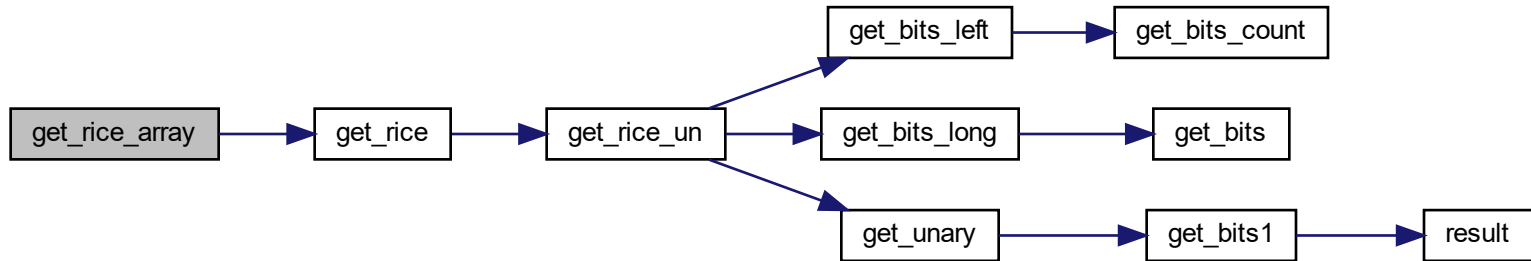 get_rice_array
get_rice
get_rice_un
get_bits_left
get_bits_count
get_bits_long
get_bits
get_unary
get_bits1
result